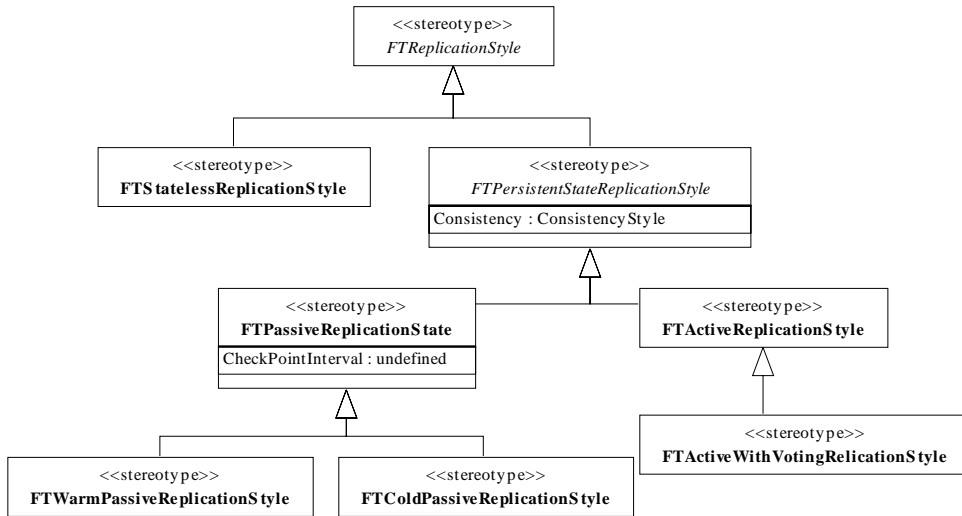 <<stereotype>>
FTReplicationStyle
<<stereotype>>
FTStatelessReplicationStyle
<<stereotype>>
FTPersistentStateReplicationStyle
Consistency : ConsistencyStyle
<<stereotype>>
FTPassiveReplicationState
CheckPointInterval : undefined
<<stereotype>>
FTActiveReplicationStyle
<<stereotype>>
FTActiveWithVotingRelicationStyle
<<stereotype>>
FTWarmPassiveReplicationStyle
<<stereotype>>
FTColdPassiveReplicationStyle